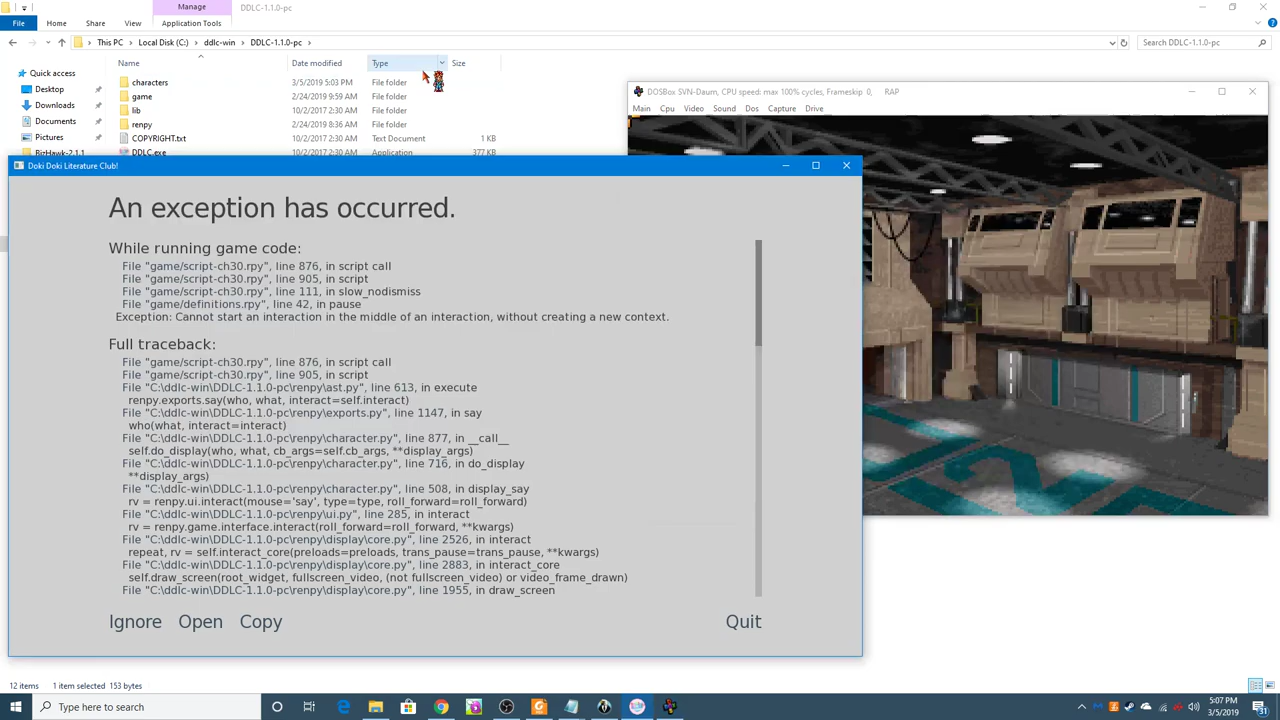 Manage
DDLC-1.1.0-pc
File Home Share View Application Tools
This PC Local Disk (C:) ddlc-win DDLC-1.1.0-pc
Search DDLC-1.1.0-pc
Name Date modified Type Size
Quick access
Desktop
Downloads
Documents
Pictures
BizHawk-2.1.1
characters 3/5/2019 5:03 PM File folder
game 2/24/2019 9:59 AM File folder
lib 10/2/2017 2:30 AM File folder
renpy 2/24/2019 8:36 AM File folder
COPYRIGHT.txt 10/2/2017 2:30 AM Text Document 1 KB
DDLC.exe 10/2/2017 2:30 AM Application 377 KB
DOSBox SVN-Daum, CPU speed: max 100% cycles, Frameskip 0, RAP
Main Cpu Video Sound Dos Capture Drive
Doki Doki Literature Club!
An exception has occurred.
While running game code:
File "game/script-ch30.rpy", line 876, in script call
File "game/script-ch30.rpy", line 905, in script
File "game/script-ch30.rpy", line 111, in slow_nodismiss
File "game/definitions.rpy", line 42, in pause
Exception: Cannot start an interaction in the middle of an interaction, without creating a new context.
Full traceback:
File "game/script-ch30.rpy", line 876, in script call
File "game/script-ch30.rpy", line 905, in script
File "C:\ddlc-win\DDLC-1.1.0-pc\renpy\ast.py", line 613, in execute
renpy.exports.say(who, what, interact=self.interact)
File "C:\ddlc-win\DDLC-1.1.0-pc\renpy\exports.py", line 1147, in say
who(what, interact=interact)
File "C:\ddlc-win\DDLC-1.1.0-pc\renpy\character.py", line 877, in __call__
self.do_display(who, what, cb_args=self.cb_args, **display_args)
File "C:\ddlc-win\DDLC-1.1.0-pc\renpy\character.py", line 716, in do_display
**display_args)
File "C:\ddlc-win\DDLC-1.1.0-pc\renpy\character.py", line 508, in display_say
rv = renpy.ui.interact(mouse='say', type=type, roll_forward=roll_forward)
File "C:\ddlc-win\DDLC-1.1.0-pc\renpy\ui.py", line 285, in interact
rv = renpy.game.interface.interact(roll_forward=roll_forward, **kwargs)
File "C:\ddlc-win\DDLC-1.1.0-pc\renpy\display\core.py", line 2526, in interact
repeat, rv = self.interact_core(preloads=preloads, trans_pause=trans_pause, **kwargs)
File "C:\ddlc-win\DDLC-1.1.0-pc\renpy\display\core.py", line 2883, in interact_core
self.draw_screen(root_widget, fullscreen_video, (not fullscreen_video) or video_frame_drawn)
File "C:\ddlc-win\DDLC-1.1.0-pc\renpy\display\core.py", line 1955, in draw_screen
Ignore Open Copy Quit
12 items 1 item selected 153 bytes
Type here to search
5:07 PM
3/5/2019
31